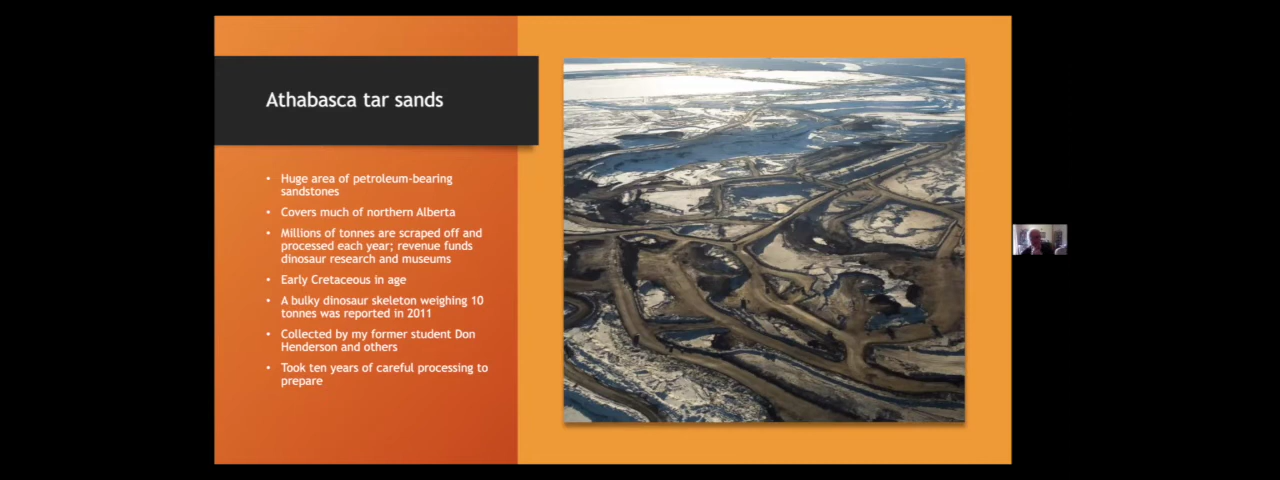 Athabasca tar sands
• Huge area of petroleum-bearing
sandstones
• Covers much of northern Alberta
• Millions of tonnes are scraped off and
processed each year; revenue funds
dinosaur research and museums
• Early Cretaceous in age
• A bulky dinosaur skeleton weighing 10
tonnes was reported in 2011
• Collected by my former student Don
Henderson and others
• Took ten years of careful processing to
prepare